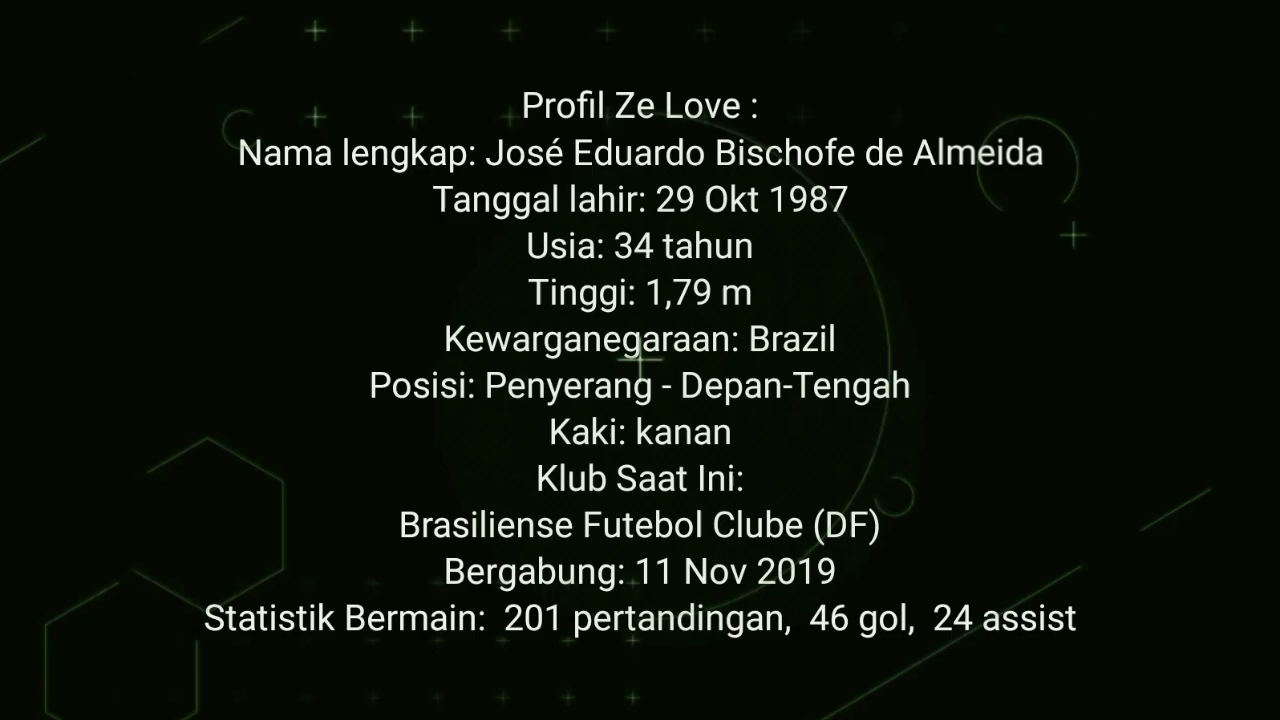 Profil Ze Love :
Nama lengkap: José Eduardo Bischofe de Almeida
Tanggal lahir: 29 Okt 1987
Usia: 34 tahun
Tinggi: 1,79 m
Kewarganegaraan: Brazil
Posisi: Penyerang - Depan-Tengah
Kaki: kanan
Klub Saat Ini:
Brasiliense Futebol Clube (DF)
Bergabung: 11 Nov 2019
Statistik Bermain:  201 pertandingan,  46 gol,  24 assist